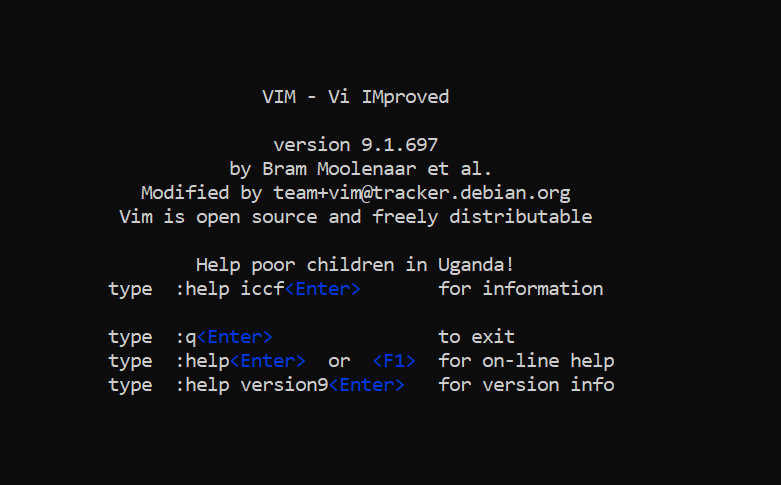 VIM - Vi IMproved
version 9.1.697
by Bram Moolenaar et al.
Modified by team+vim@tracker.debian.org
Vim is open source and freely distributable
Help poor children in Uganda!
type  :help iccf<Enter>       for information
type  :q<Enter>               to exit
type  :help<Enter>  or  <F1>  for on-line help
type  :help version9<Enter>   for version info